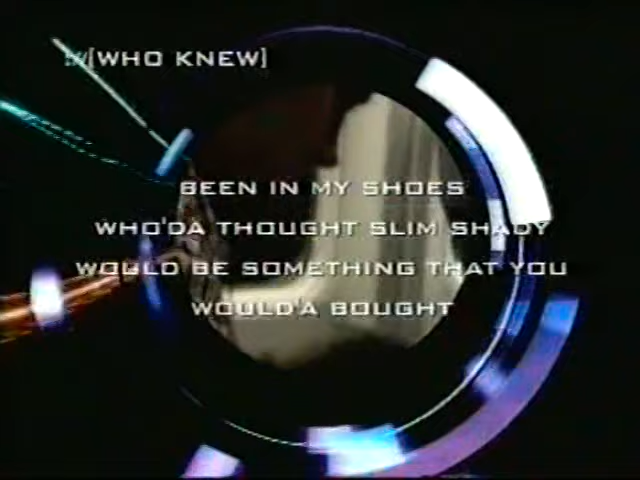 [WHO KNEW]
BEEN IN MY SHOES
WHO'DA THOUGHT SLIM SHADY
WOULD BE SOMETHING THAT YOU
WOULD'A BOUGHT